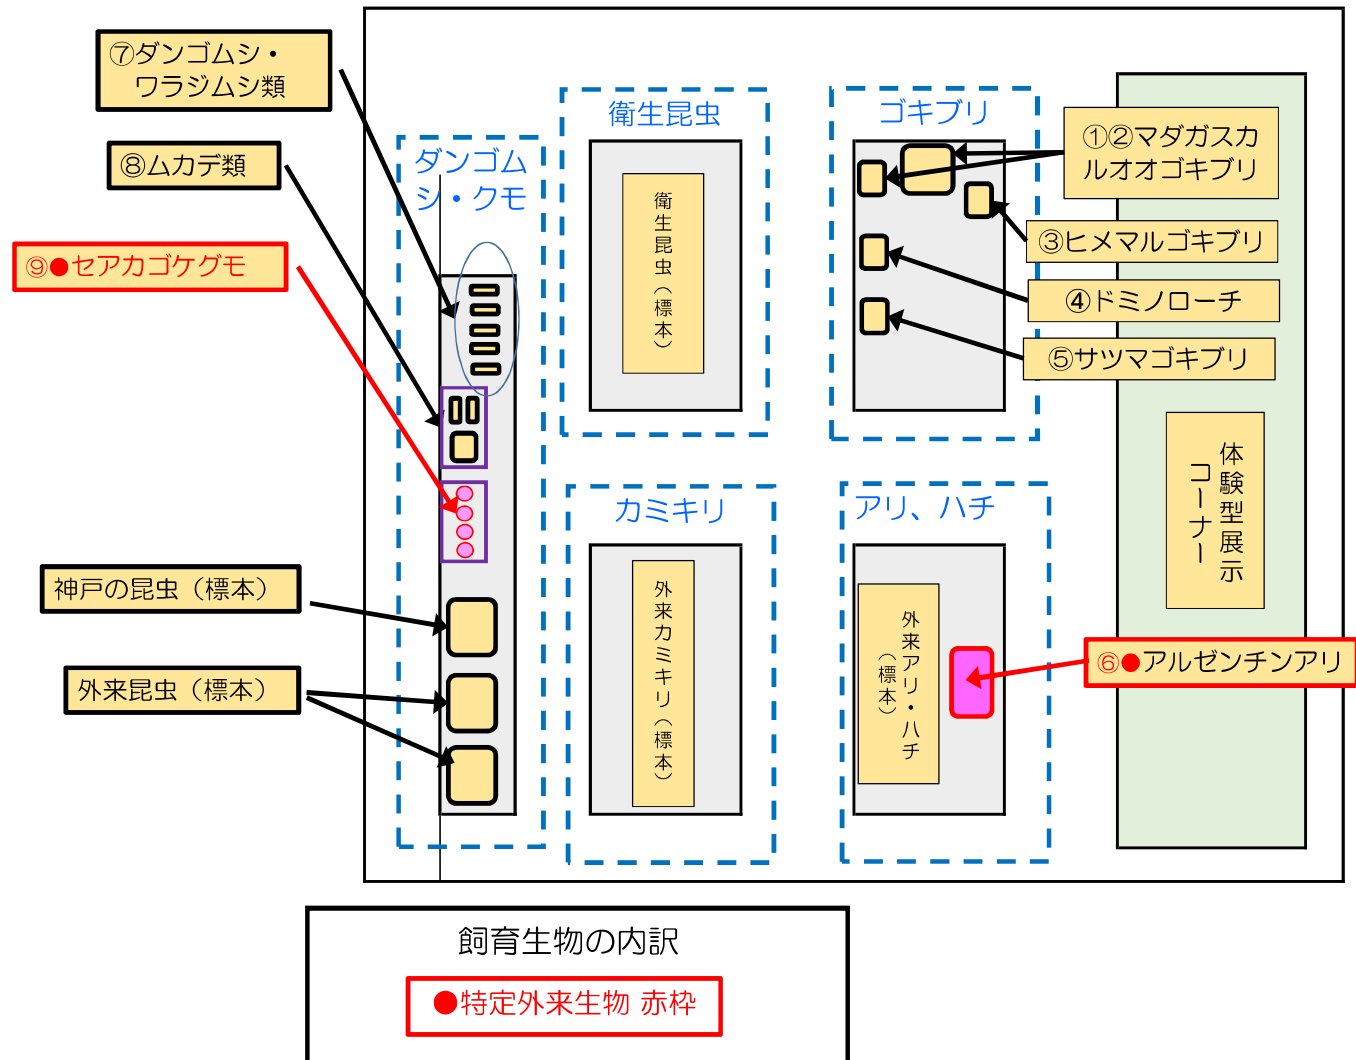 ⑦ダンゴムシ・
ワラジムシ類
⑧ムカデ類
⑨●セアカゴケグモ
神戸の昆虫（標本）
外来昆虫（標本）
ダンゴム
シ・クモ
衛生昆虫
衛生昆虫（標本）
カミキリ
外来カミキリ（標本）
ゴキブリ
①②マダガスカ
ルオオゴキブリ
③ヒメマルゴキブリ
④ドミノローチ
⑤サツマゴキブリ
アリ、ハチ
外来アリ・ハチ
（標本）
⑥●アルゼンチンアリ
体験型展示
コーナー
飼育生物の内訳
●特定外来生物 赤枠